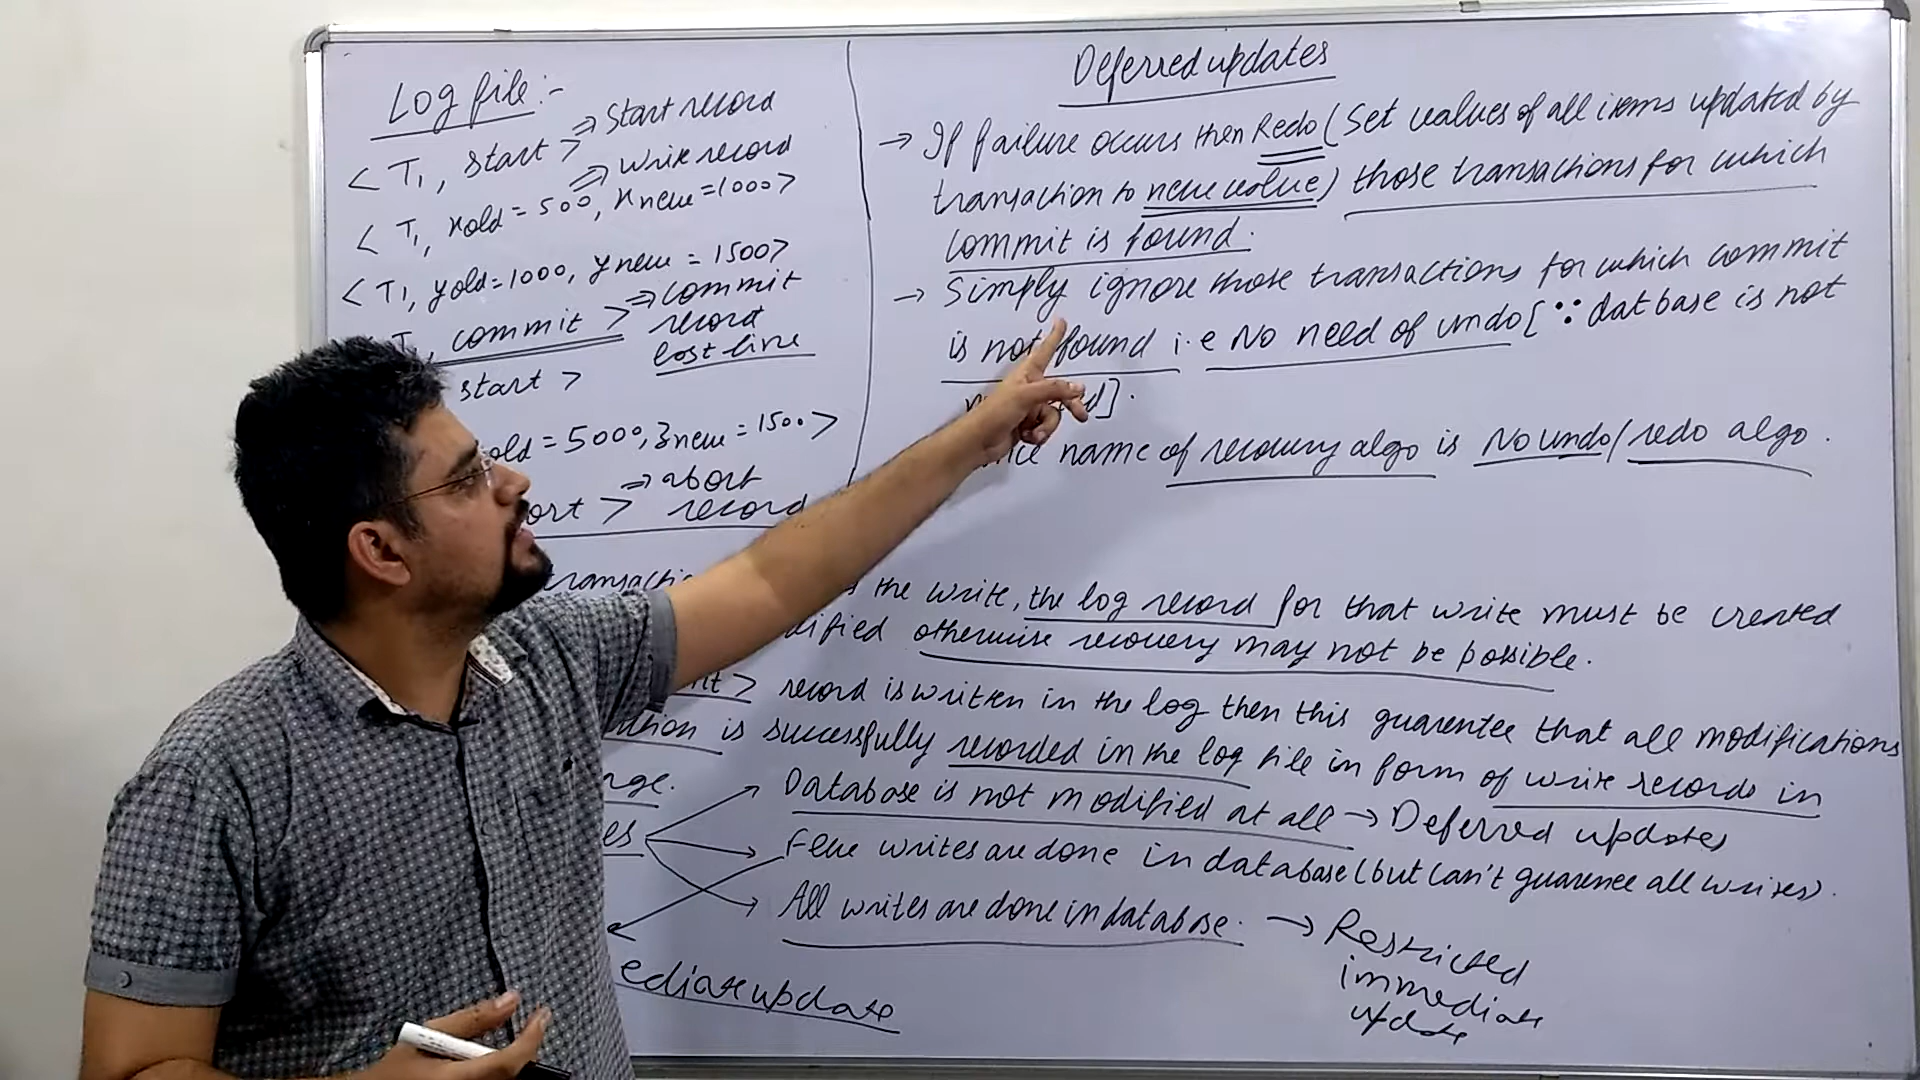 Log file :-
< T1, start > ⇒ Start record
⇒ write record
< T1, xold = 500, xnew = 1000 >
< T1, yold = 1000, ynew = 1500 >
T1, commit > ⇒ commit record last line
start >
old = 5000, znew = 1500 >
ort > ⇒ abort record
Deferred updates
→ If failure occurs then Redo ( Set values of all items updated by
transaction to new value ) those transactions for which
commit is found.
→ Simply ignore those transactions for which commit
is not found i.e No need of undo [ ∵ database is not
d ].
name of recovery algo is No undo / redo algo.
transactio the write, the log record for that write must be created
dified otherwise recovery may not be possible.
> record is written in the log then this guarentee that all modifications
is successfully recorded in the log file in form of write records in
→ Database is not modified at all → Deferred updates
→ Few writes are done in database (but can't guarence all writes).
→ All writes are done in database. → Restricted immediate update
ediate update